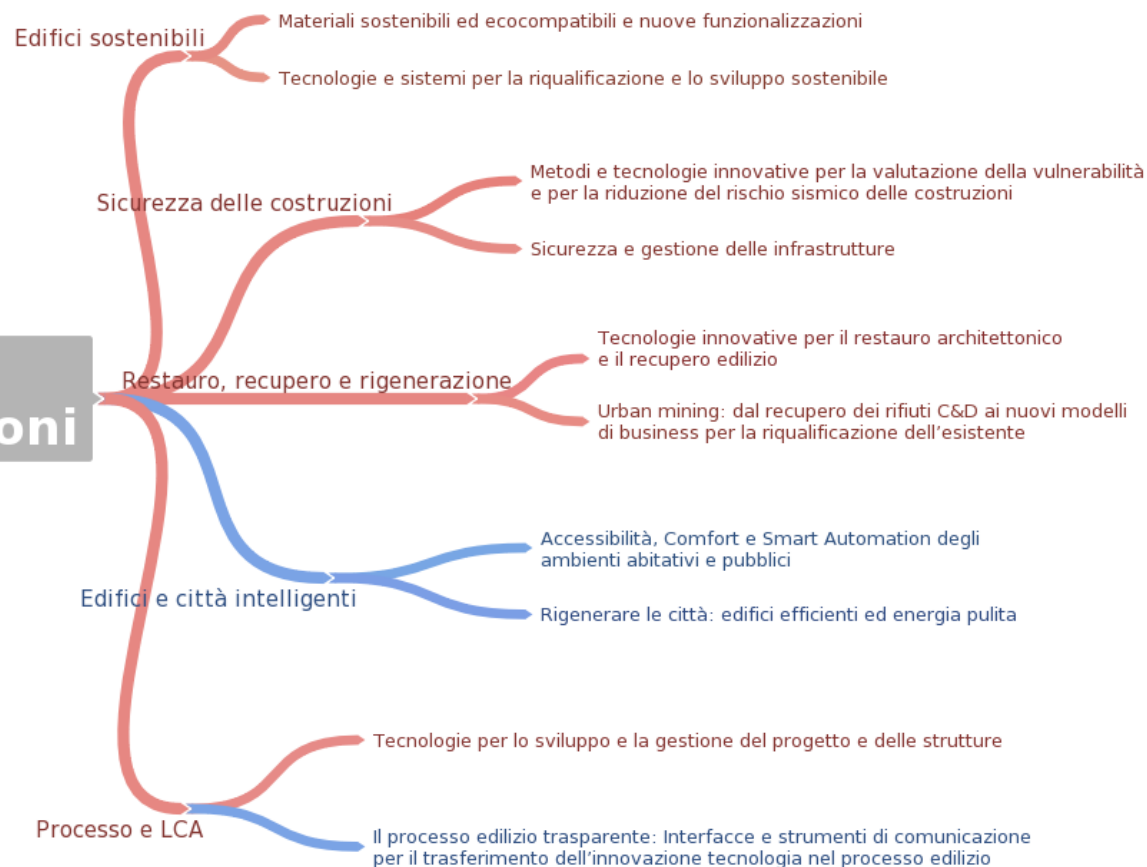 Edifici sostenibili
Materiali sostenibili ed ecocompatibili e nuove funzionalizzazioni
Tecnologie e sistemi per la riqualificazione e lo sviluppo sostenibile
Sicurezza delle costruzioni
Metodi e tecnologie innovative per la valutazione della vulnerabilità
e per la riduzione del rischio sismico delle costruzioni
Sicurezza e gestione delle infrastrutture
oni
Restauro, recupero e rigenerazione
Tecnologie innovative per il restauro architettonico
e il recupero edilizio
Urban mining: dal recupero dei rifiuti C&D ai nuovi modelli
di business per la riqualificazione dell’esistente
Edifici e città intelligenti
Accessibilità, Comfort e Smart Automation degli
ambienti abitativi e pubblici
Rigenerare le città: edifici efficienti ed energia pulita
Processo e LCA
Tecnologie per lo sviluppo e la gestione del progetto e delle strutture
Il processo edilizio trasparente: Interfacce e strumenti di comunicazione
per il trasferimento dell’innovazione tecnologia nel processo edilizio